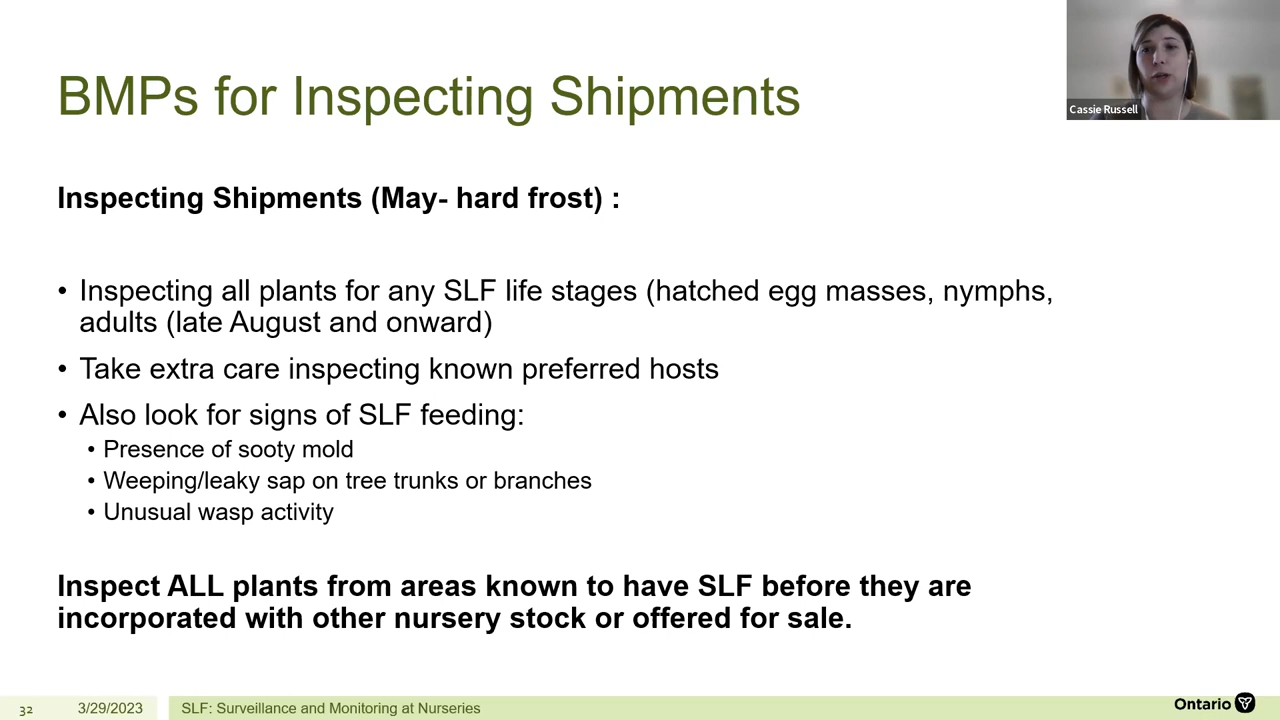 BMPs for Inspecting Shipments
Cassie Russell
Inspecting Shipments (May- hard frost) :
• Inspecting all plants for any SLF life stages (hatched egg masses, nymphs,
adults (late August and onward)
• Take extra care inspecting known preferred hosts
• Also look for signs of SLF feeding:
• Presence of sooty mold
• Weeping/leaky sap on tree trunks or branches
• Unusual wasp activity
Inspect ALL plants from areas known to have SLF before they are
incorporated with other nursery stock or offered for sale.
32 3/29/2023 SLF: Surveillance and Monitoring at Nurseries
Ontario